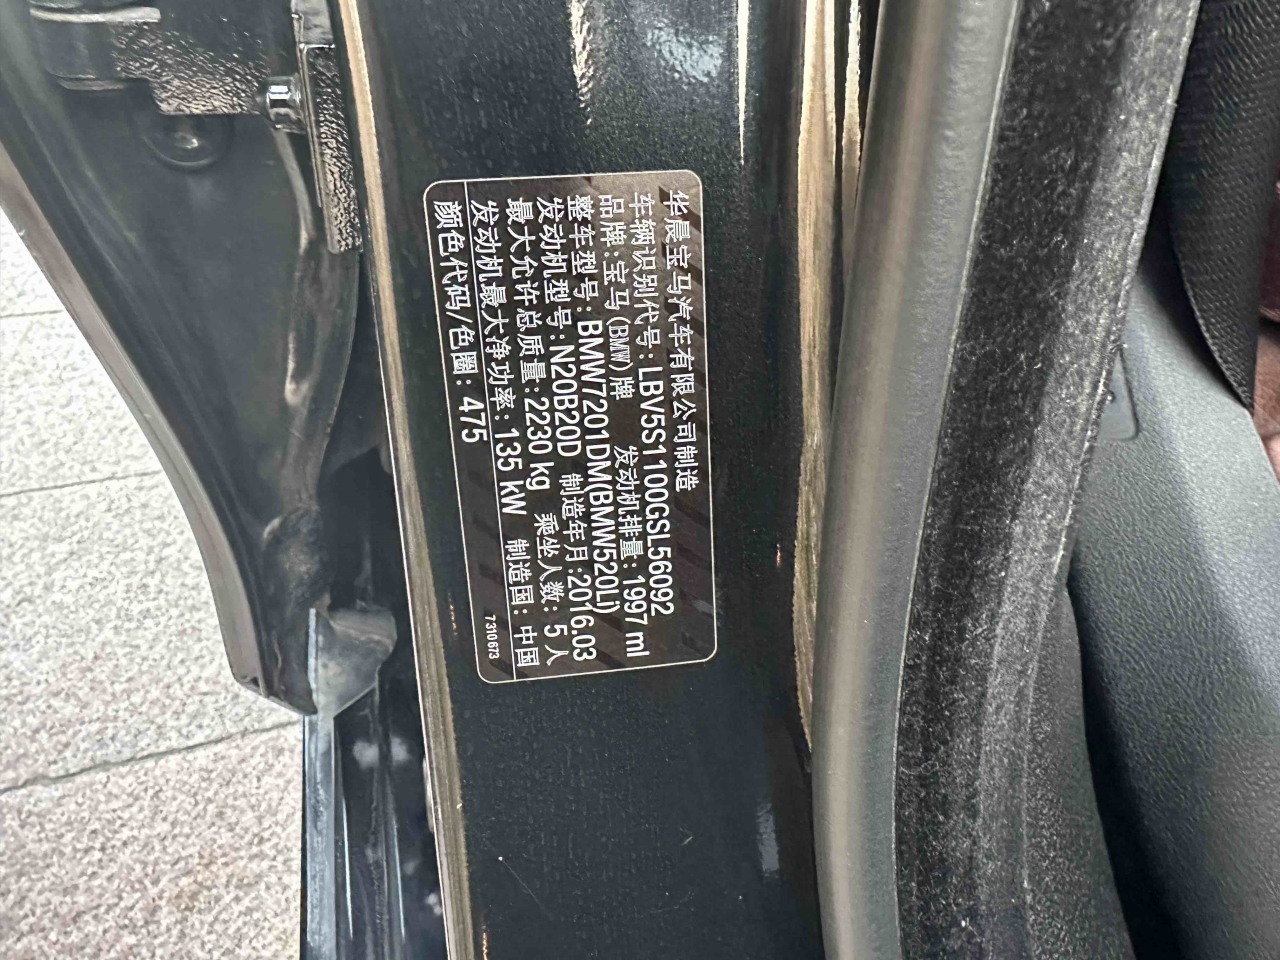 华晨宝马汽车有限公司制造
车辆识别代号: LBV5S1100GSL56092
品牌: 宝马(BMW)牌 发动机排量: 1997 ml
整车型号: BMW7201DM(BMW520Li)
发动机型号: N20B20D 制造年月: 2016.03
最大允许总质量: 2230 kg 乘坐人数: 5 人
发动机最大净功率: 135 kW 制造国: 中国
颜色代码/色圈: 475 7310673